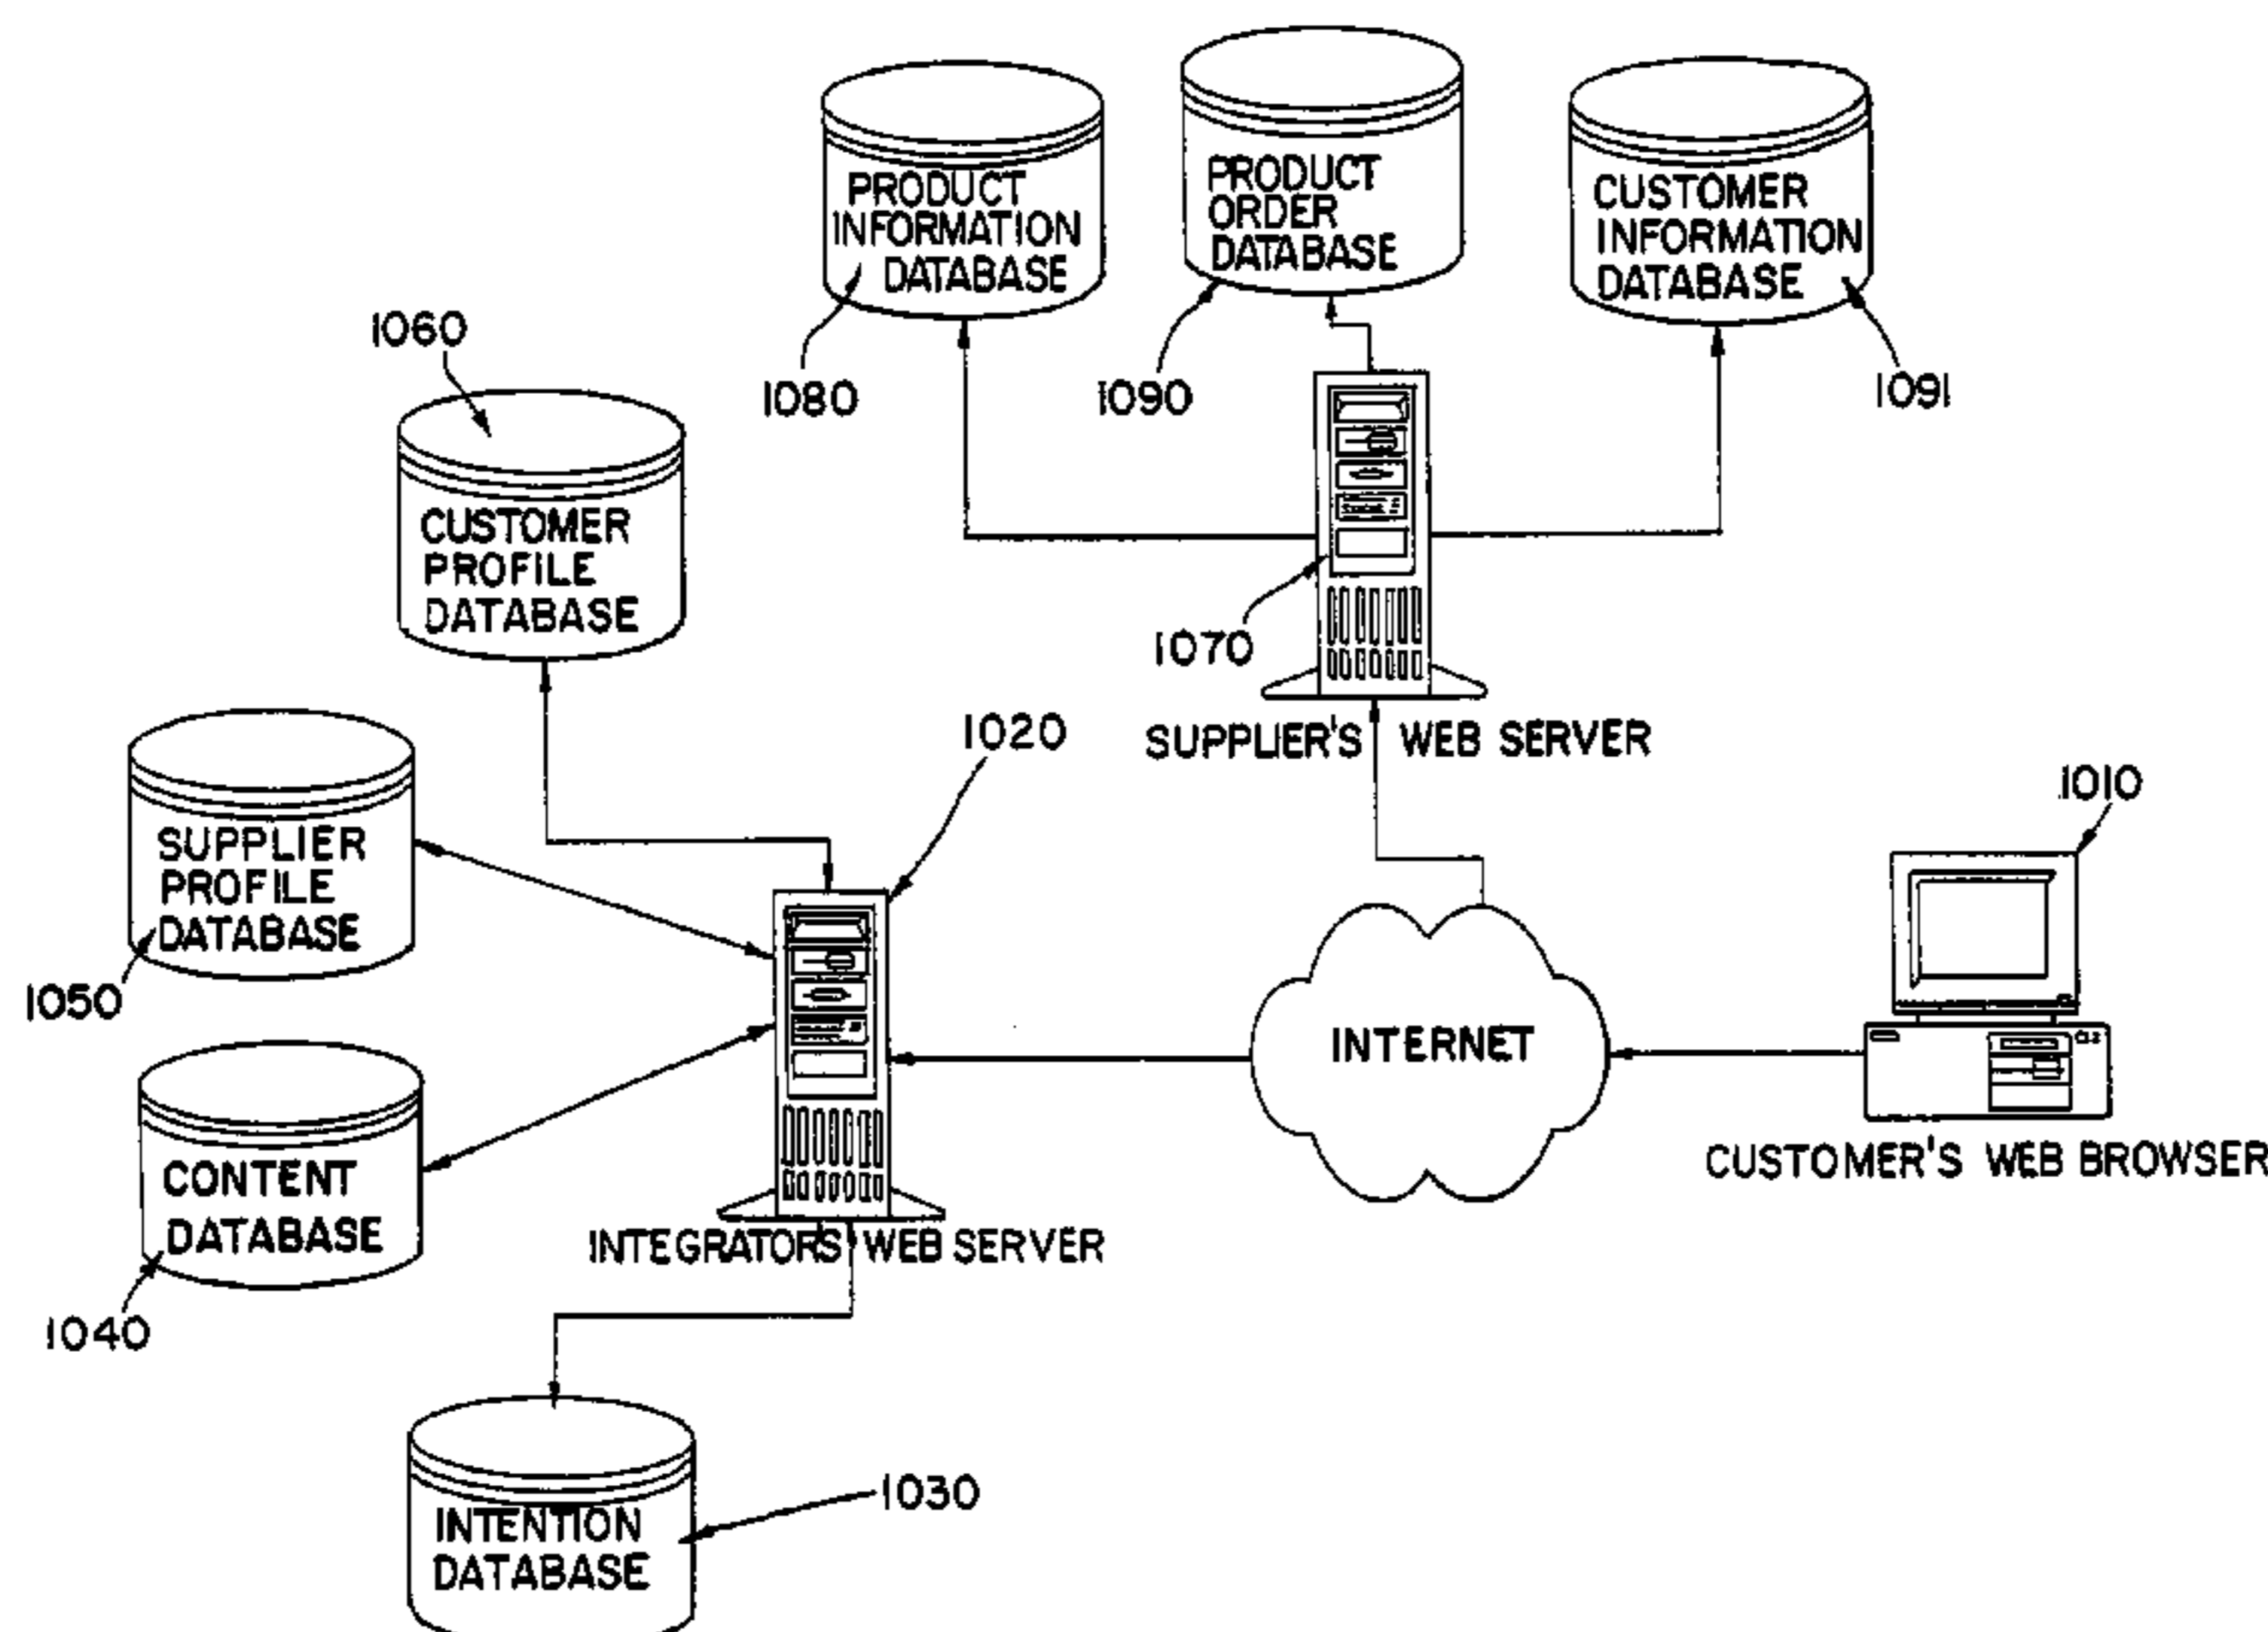 PRODUCT
INFORMATION
DATABASE
1080
PRODUCT
ORDER
DATABASE
1090
CUSTOMER
INFORMATION
DATABASE
1091
1060
CUSTOMER
PROFILE
DATABASE
1070
SUPPLIER'S WEB SERVER
1020
SUPPLIER
PROFILE
DATABASE
1050
1010
INTERNET
CUSTOMER'S WEB BROWSER
CONTENT
DATABASE
1040
INTEGRATORS' WEB SERVER
INTENTION
DATABASE
1030